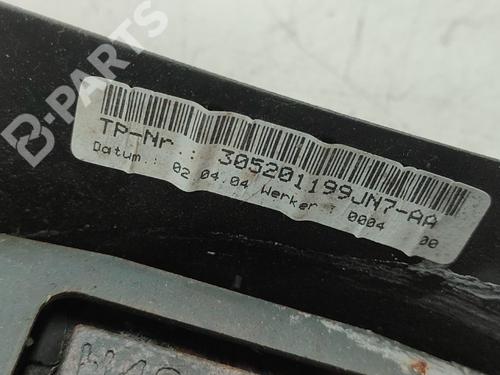 B-PARTS
TP-Nr.: 305201199JN7-AA
Datum.: 02.04.04 Werker : 0004 00